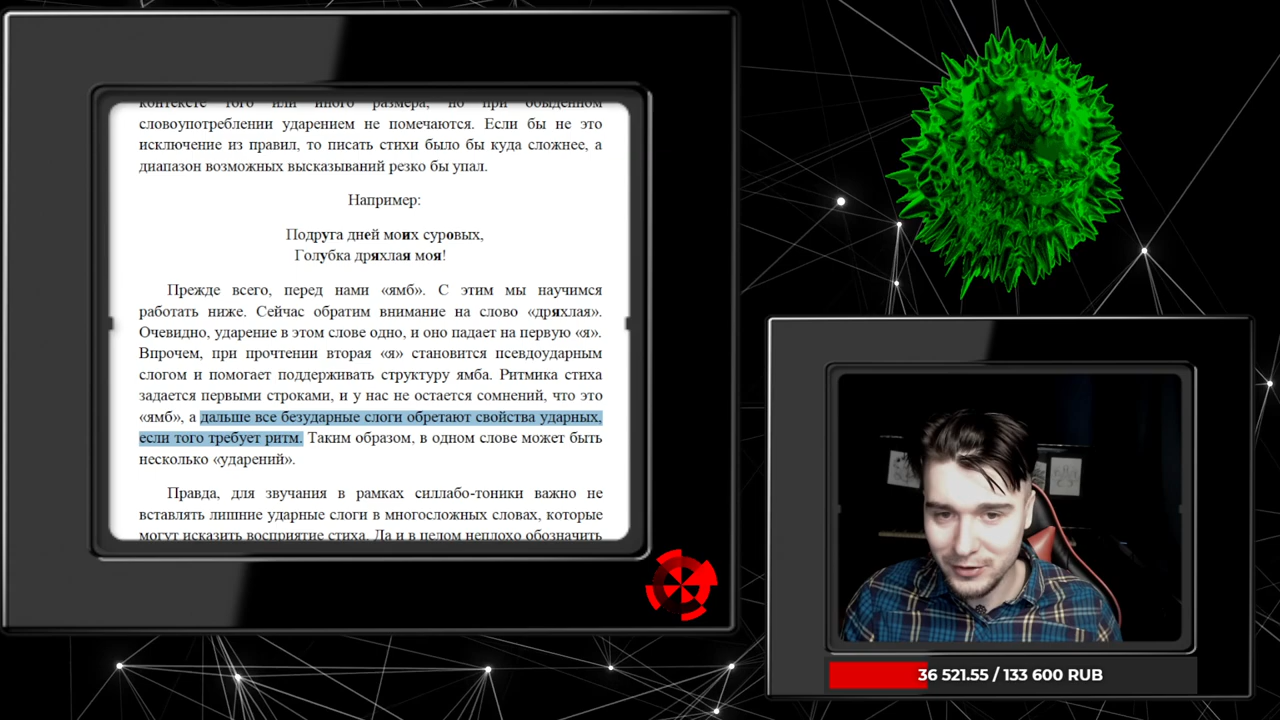 контексте того или иного размера, но при обыденном
словоупотреблении ударением не помечаются. Если бы не это
исключение из правил, то писать стихи было бы куда сложнее, а
диапазон возможных высказываний резко бы упал.
Например:
Подруга дней моих суровых,
Голубка дряхлая моя!
Прежде всего, перед нами «ямб». С этим мы научимся
работать ниже. Сейчас обратим внимание на слово «дряхлая».
Очевидно, ударение в этом слове одно, и оно падает на первую «я».
Впрочем, при прочтении вторая «я» становится псевдоударным
слогом и помогает поддерживать структуру ямба. Ритмика стиха
задается первыми строками, и у нас не остается сомнений, что это
«ямб», а дальше все безударные слоги обретают свойства ударных,
если того требует ритм. Таким образом, в одном слове может быть
несколько «ударений».
Правда, для звучания в рамках силлабо-тоники важно не
вставлять лишние ударные слоги в многосложных словах, которые
могут исказить восприятие стиха. Да и в целом неплохо обозначить
36 521.55 / 133 600 RUB